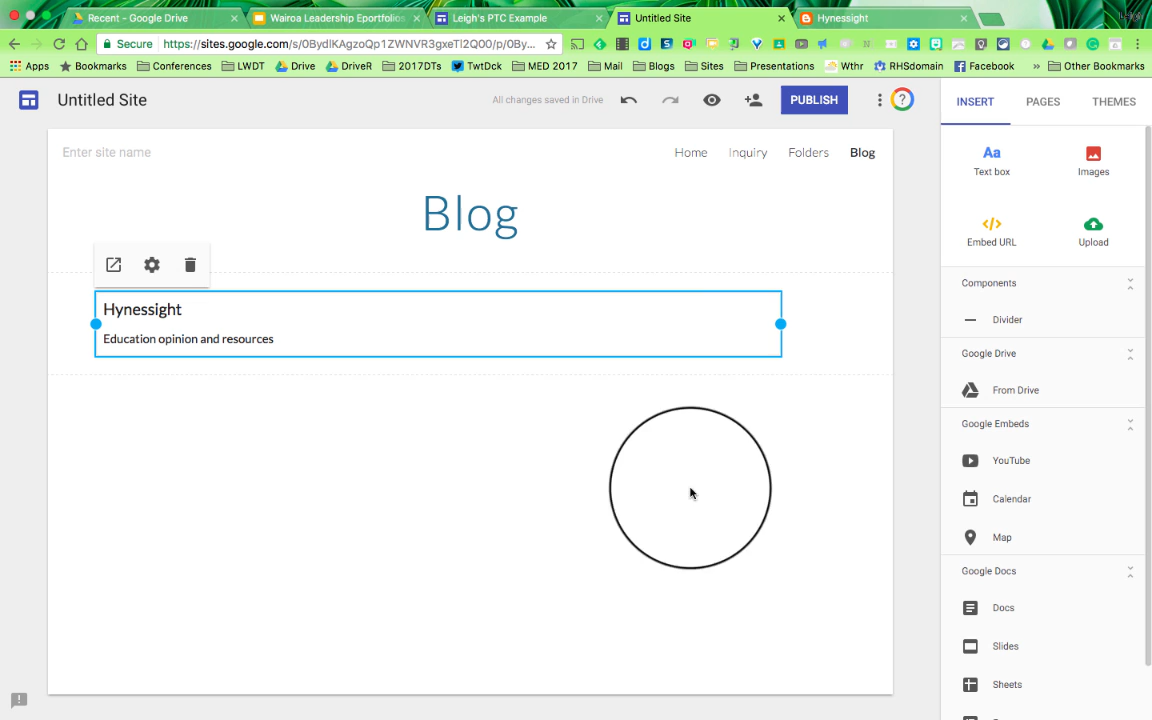 Recent - Google Drive
Wairoa Leadership Eportfolios
Leigh's PTC Example
Untitled Site
Hynessight
Leigh
Secure
https://sites.google.com/s/0BydlKAgzoQp1ZWNVR3gxeTI2Q00/p/0By...
Apps
Bookmarks
Conferences
LWDT
Drive
DriveR
2017DTs
TwtDck
MED 2017
Mail
Blogs
Sites
Presentations
Wthr
RHSdomain
Facebook
»
Other Bookmarks
Untitled Site
All changes saved in Drive
PUBLISH
?
INSERT
PAGES
THEMES
Enter site name
Home
Inquiry
Folders
Blog
Blog
Hynessight
Education opinion and resources
Aa
Text box
Images
Embed URL
Upload
Components
Divider
Google Drive
From Drive
Google Embeds
YouTube
Calendar
Map
Google Docs
Docs
Slides
Sheets